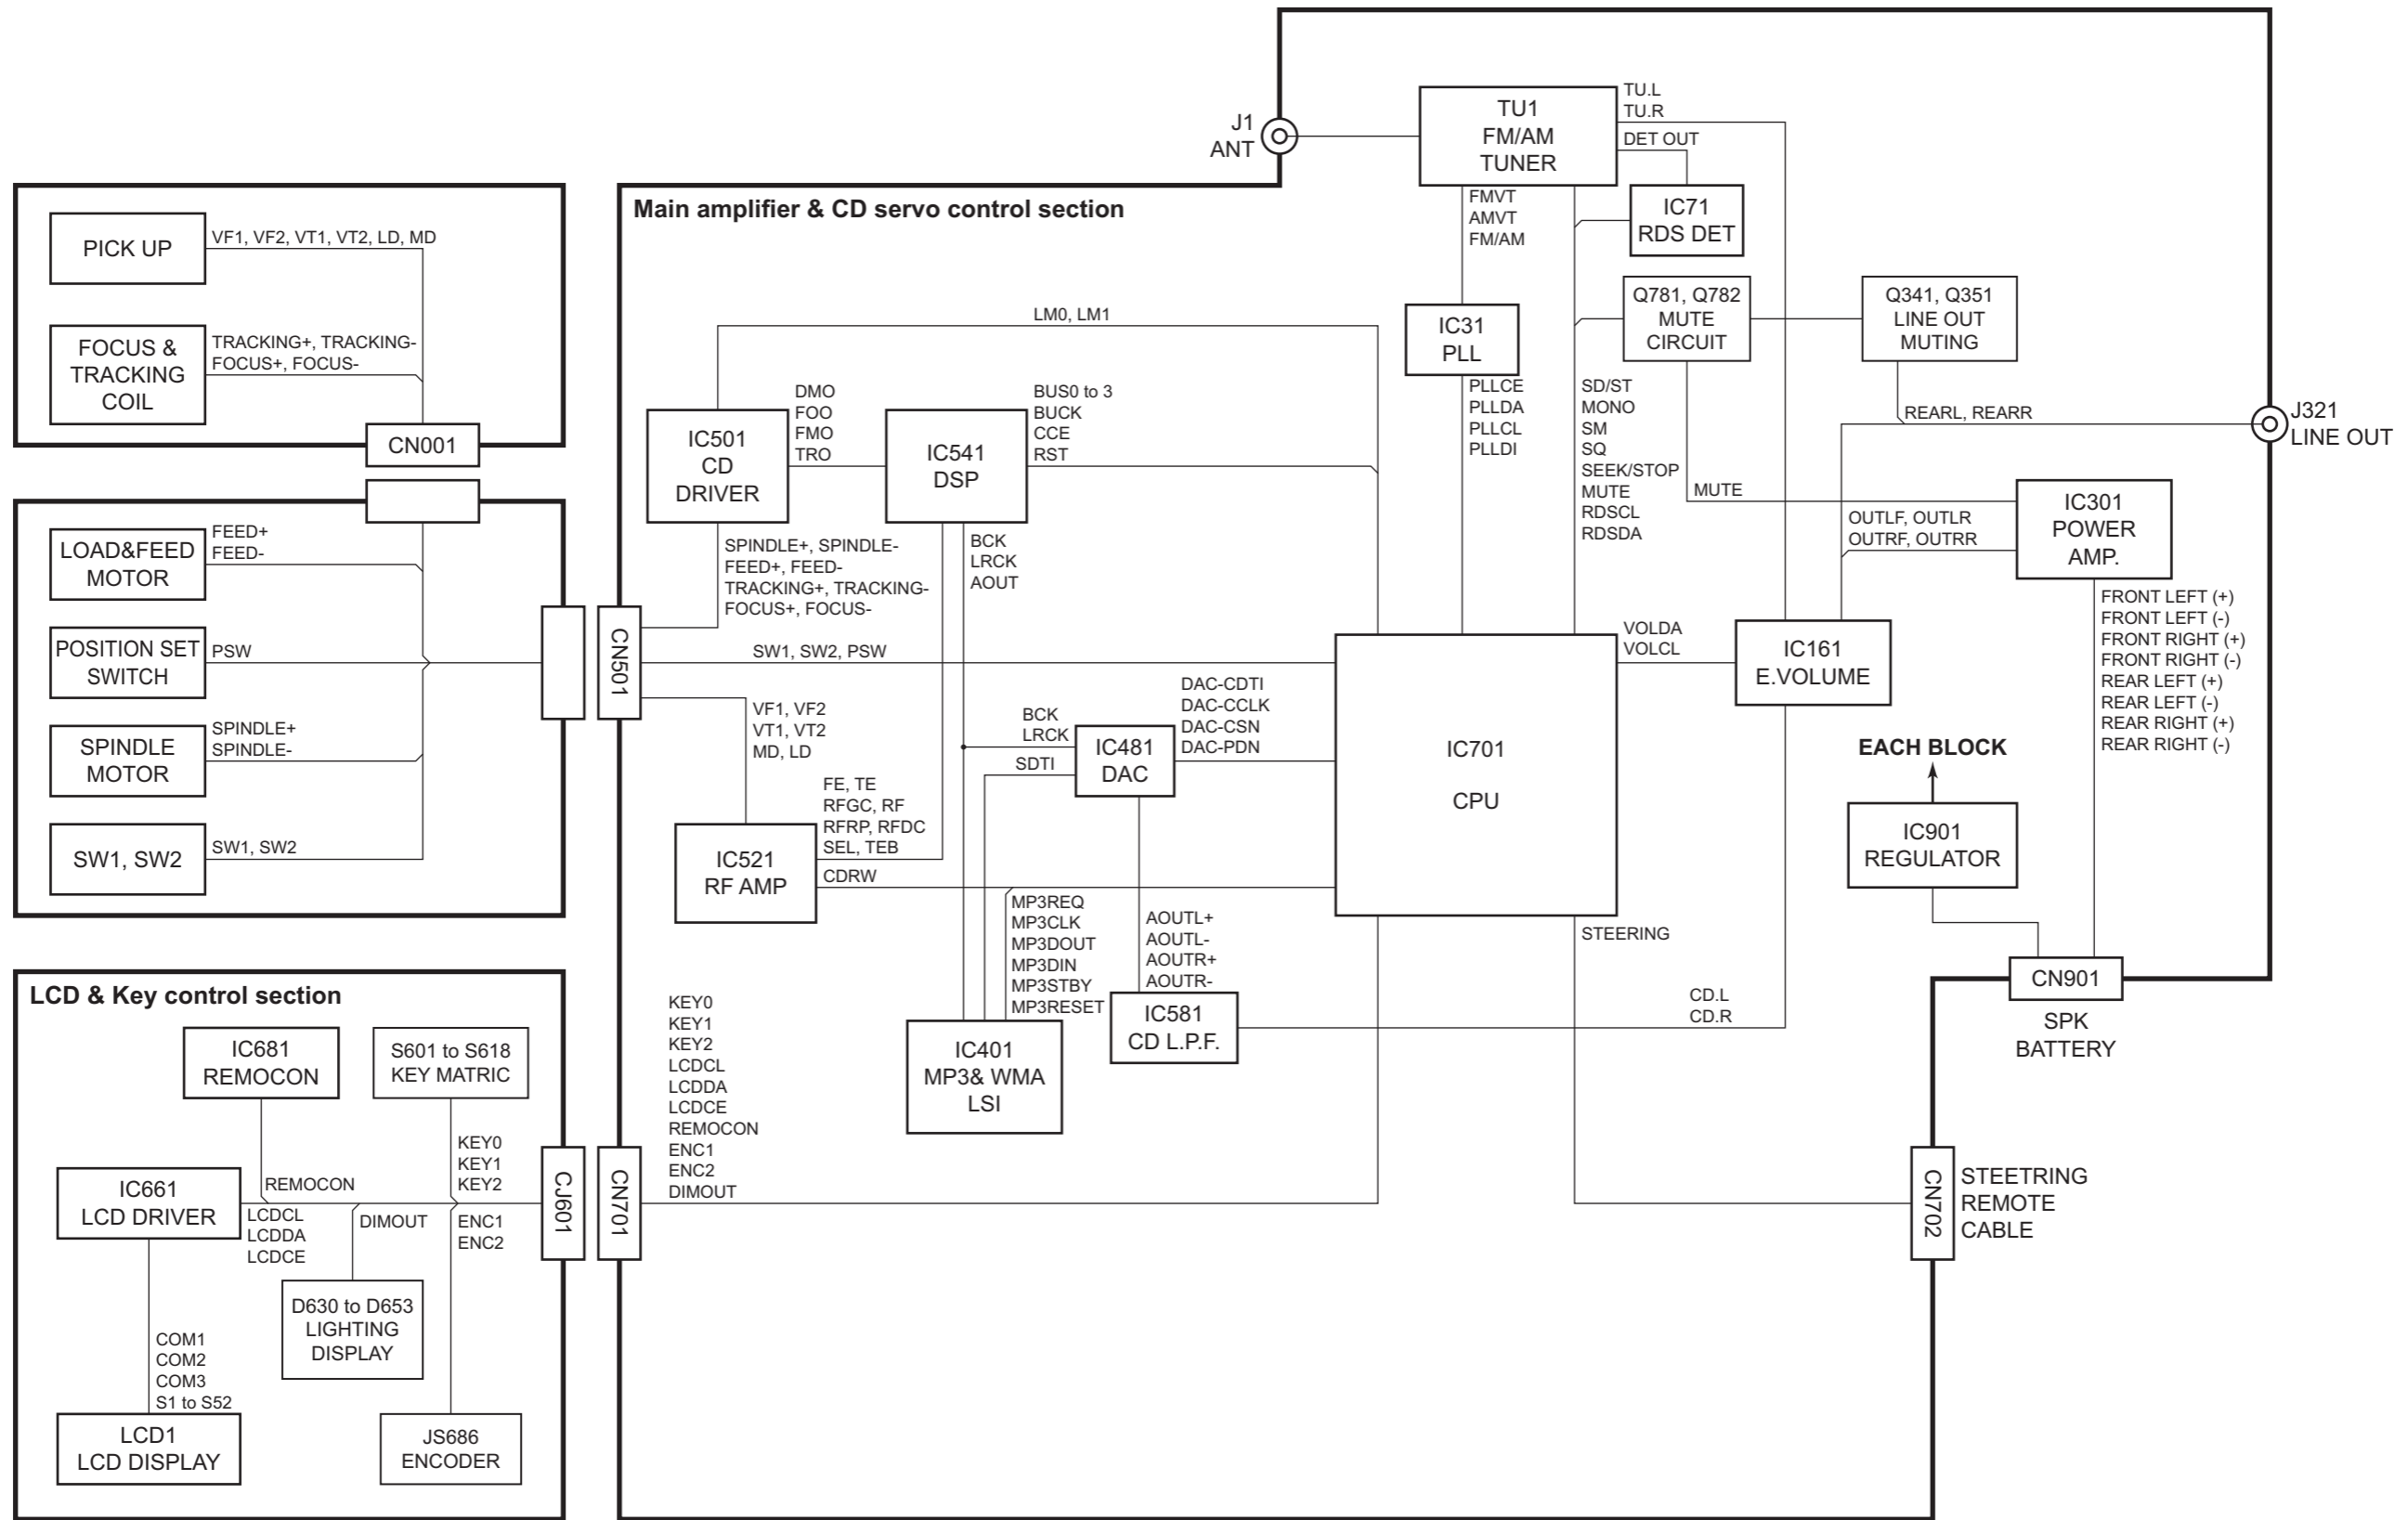 J1
ANT
TU1
FM/AM
TUNER
TU.L
TU.R
DET OUT
IC71
RDS DET
FMVT
AMVT
FM/AM
PICK UP
VF1, VF2, VT1, VT2, LD, MD
FOCUS &
TRACKING
COIL
TRACKING+, TRACKING-
FOCUS+, FOCUS-
CN001
LOAD&FEED
MOTOR
FEED+
FEED-
POSITION SET
SWITCH
PSW
SPINDLE
MOTOR
SPINDLE+
SPINDLE-
SW1, SW2
SW1, SW2
LCD & Key control section
IC681
REMOCON
S601 to S618
KEY MATRIC
KEY0
KEY1
KEY2
REMOCON
IC661
LCD DRIVER
LCDCL
LCDDA
LCDCE
DIMOUT
ENC1
ENC2
CJ601
D630 to D653
LIGHTING
DISPLAY
COM1
COM2
COM3
S1 to S52
LCD1
LCD DISPLAY
JS686
ENCODER
Main amplifier & CD servo control section
LM0, LM1
IC501
CD
DRIVER
DMO
FOO
FMO
TRO
IC541
DSP
BUS0 to 3
BUCK
CCE
RST
IC31
PLL
PLLCE
PLLDA
PLLCL
PLLDI
SD/ST
MONO
SM
SQ
SEEK/STOP
MUTE
RDSCL
RDSDA
Q781, Q782
MUTE
CIRCUIT
Q341, Q351
LINE OUT
MUTING
REARL, REARR
J321
LINE OUT
MUTE
IC301
POWER
AMP.
OUTLF, OUTLR
OUTRF, OUTRR
SPINDLE+, SPINDLE-
FEED+, FEED-
TRACKING+, TRACKING-
FOCUS+, FOCUS-
BCK
LRCK
AOUT
CN501
SW1, SW2, PSW
VF1, VF2
VT1, VT2
MD, LD
IC521
RF AMP
FE, TE
RFGC, RF
RFRP, RFDC
SEL, TEB
CDRW
BCK
LRCK
SDTI
IC481
DAC
DAC-CDTI
DAC-CCLK
DAC-CSN
DAC-PDN
IC701
CPU
VOLDA
VOLCL
IC161
E.VOLUME
FRONT LEFT (+)
FRONT LEFT (-)
FRONT RIGHT (+)
FRONT RIGHT (-)
REAR LEFT (+)
REAR LEFT (-)
REAR RIGHT (+)
REAR RIGHT (-)
EACH BLOCK
IC901
REGULATOR
CN901
SPK
BATTERY
MP3REQ
MP3CLK
MP3DOUT
MP3DIN
MP3STBY
MP3RESET
AOUTL+
AOUTL-
AOUTR+
AOUTR-
IC401
MP3& WMA
LSI
IC581
CD L.P.F.
CD.L
CD.R
STEERING
KEY0
KEY1
KEY2
LCDCL
LCDDA
LCDCE
REMOCON
ENC1
ENC2
DIMOUT
CN701
CN702
STEETRING
REMOTE
CABLE